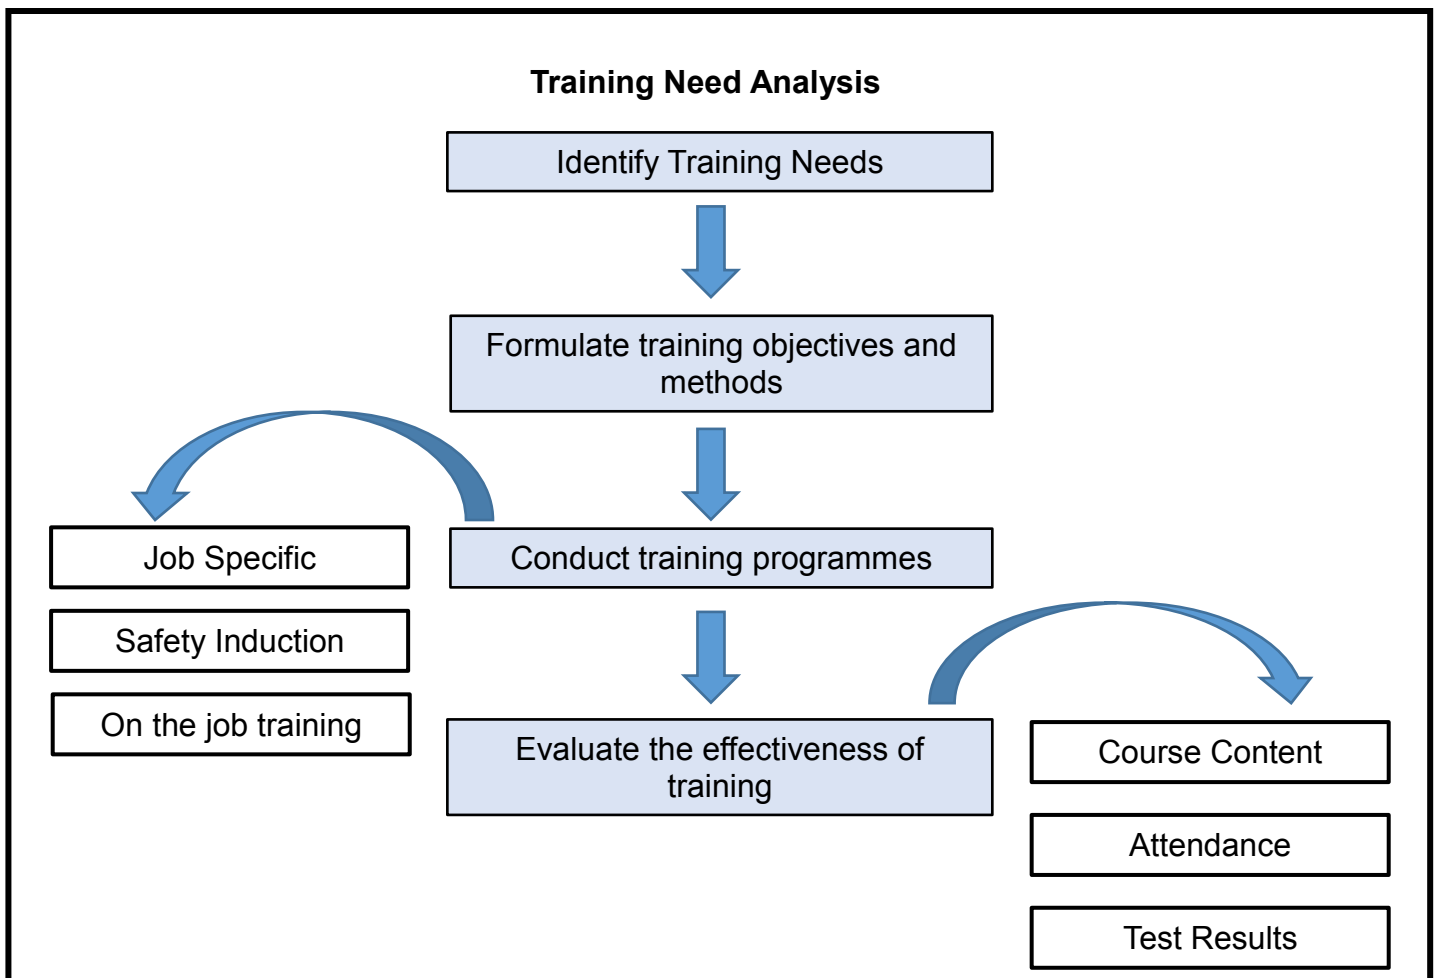 Training Need Analysis
Identify Training Needs
Formulate training objectives and
methods
Job Specific
Conduct training programmes
Safety Induction
On the job training
Evaluate the effectiveness of
training
Course Content
Attendance
Test Results